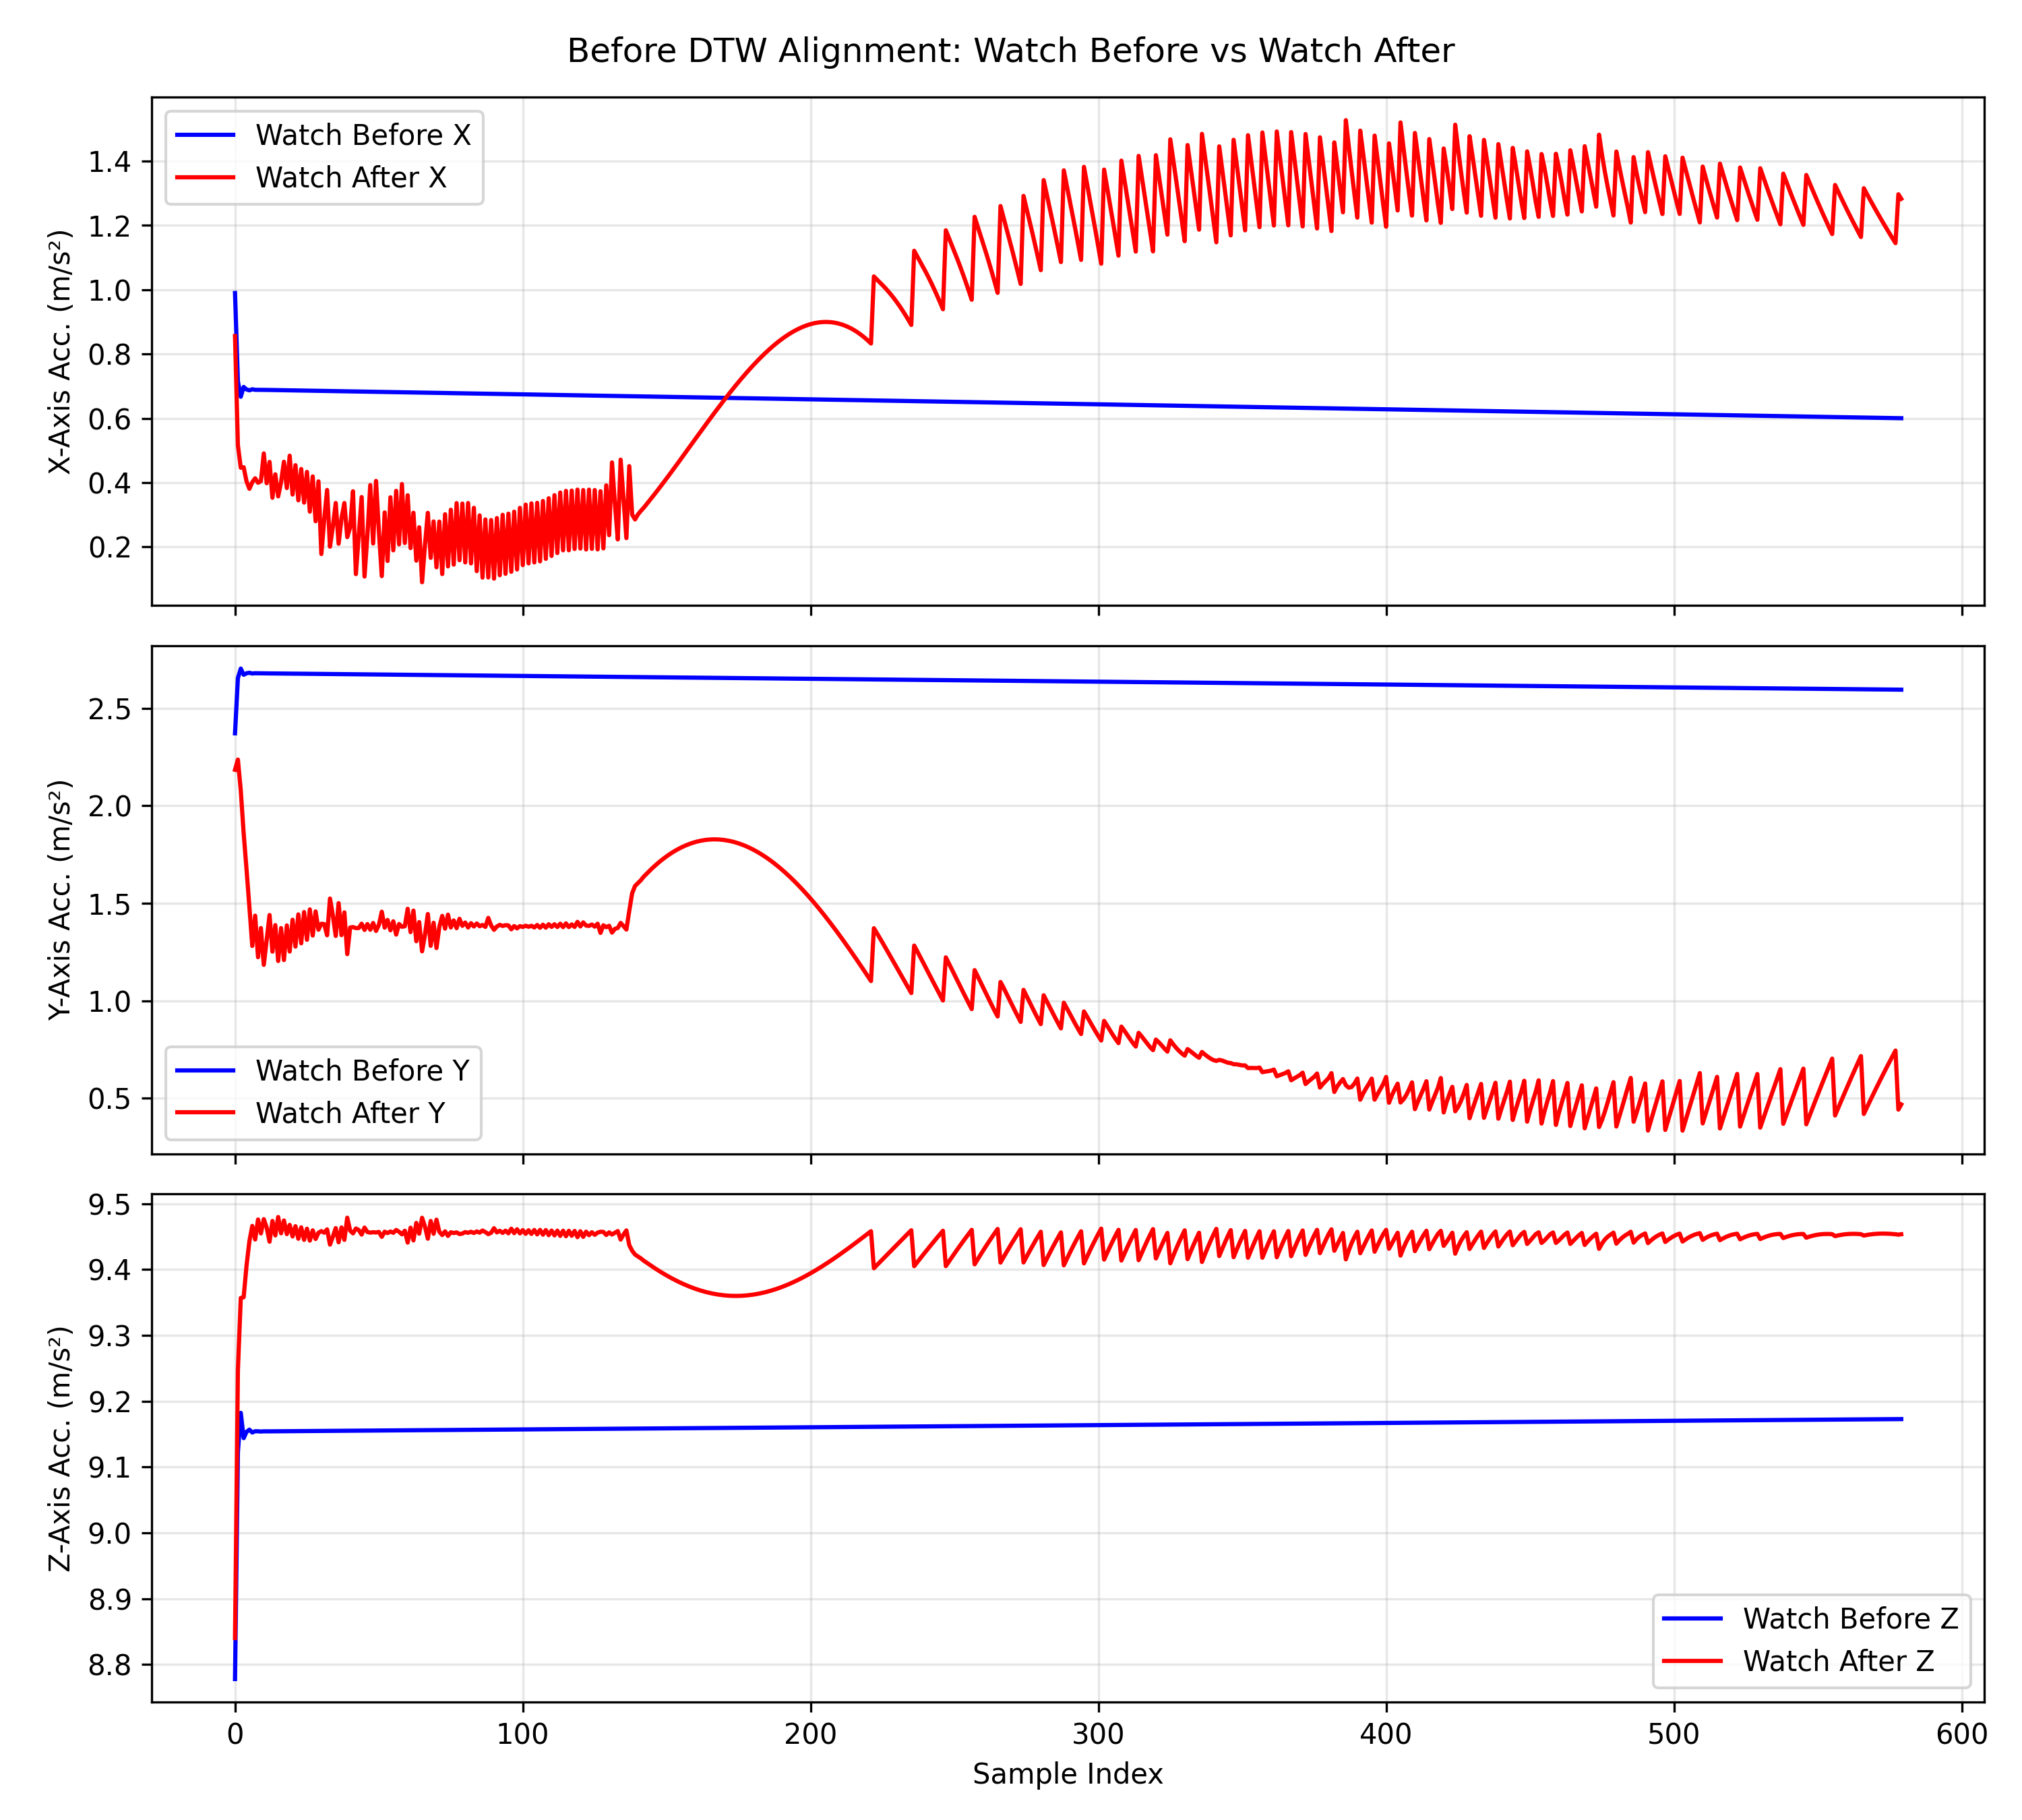 Before DTW Alignment: Watch Before vs Watch After
X-Axis Acc. (m/s²)
1.4
1.2
1.0
0.8
0.6
0.4
0.2
Watch Before X
Watch After X
Y-Axis Acc. (m/s²)
2.5
2.0
1.5
1.0
0.5
Watch Before Y
Watch After Y
Z-Axis Acc. (m/s²)
9.5
9.4
9.3
9.2
9.1
9.0
8.9
8.8
Watch Before Z
Watch After Z
0 100 200 300 400 500 600
Sample Index